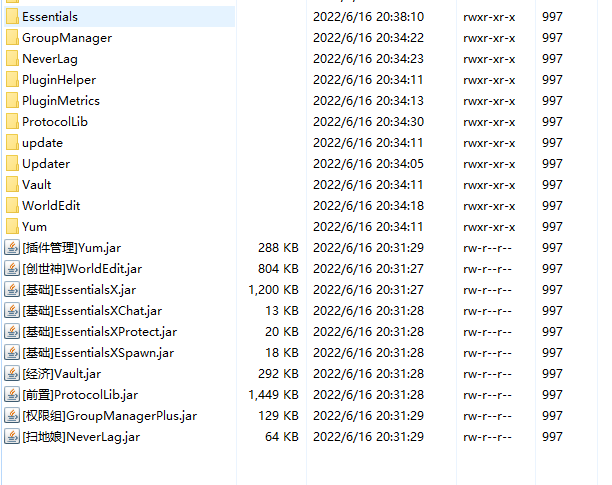 Essentials 2022/6/16 20:38:10 rwxr-xr-x 997
GroupManager 2022/6/16 20:34:22 rwxr-xr-x 997
NeverLag 2022/6/16 20:34:23 rwxr-xr-x 997
PluginHelper 2022/6/16 20:34:11 rwxr-xr-x 997
PluginMetrics 2022/6/16 20:34:13 rwxr-xr-x 997
ProtocolLib 2022/6/16 20:34:30 rwxr-xr-x 997
update 2022/6/16 20:34:11 rwxr-xr-x 997
Updater 2022/6/16 20:34:05 rwxr-xr-x 997
Vault 2022/6/16 20:34:11 rwxr-xr-x 997
WorldEdit 2022/6/16 20:34:18 rwxr-xr-x 997
Yum 2022/6/16 20:34:11 rwxr-xr-x 997
[插件管理]Yum.jar 288 KB 2022/6/16 20:31:29 rw-r--r-- 997
[创世神]WorldEdit.jar 804 KB 2022/6/16 20:31:27 rw-r--r-- 997
[基础]EssentialsX.jar 1,200 KB 2022/6/16 20:31:27 rw-r--r-- 997
[基础]EssentialsXChat.jar 13 KB 2022/6/16 20:31:28 rw-r--r-- 997
[基础]EssentialsXProtect.jar 20 KB 2022/6/16 20:31:28 rw-r--r-- 997
[基础]EssentialsXSpawn.jar 18 KB 2022/6/16 20:31:28 rw-r--r-- 997
[经济]Vault.jar 292 KB 2022/6/16 20:31:28 rw-r--r-- 997
[前置]ProtocolLib.jar 1,449 KB 2022/6/16 20:31:28 rw-r--r-- 997
[权限组]GroupManagerPlus.jar 129 KB 2022/6/16 20:31:29 rw-r--r-- 997
[扫地娘]NeverLag.jar 64 KB 2022/6/16 20:31:29 rw-r--r-- 997